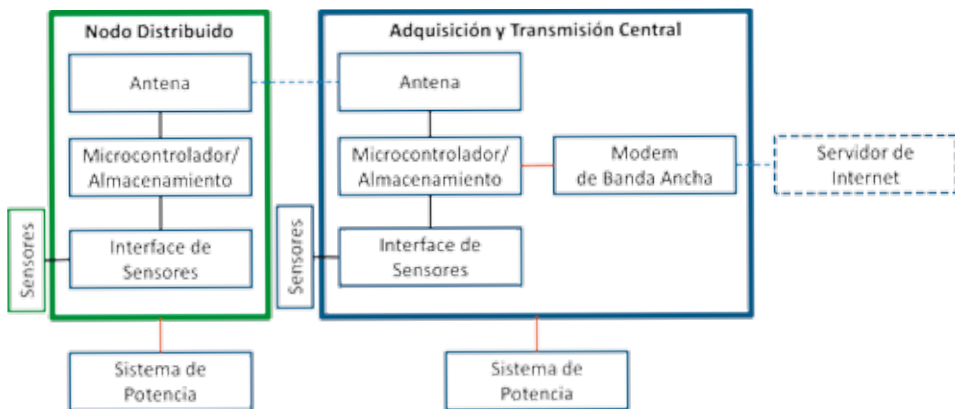 Nodo Distribuido
Antena
Microcontrolador/
Almacenamiento
Interface de
Sensores
Sensores
Sistema de
Potencia
Adquisición y Transmisión Central
Antena
Microcontrolador/
Almacenamiento
Interface de
Sensores
Sensores
Modem
de Banda Ancha
Servidor de
Internet
Sistema de
Potencia